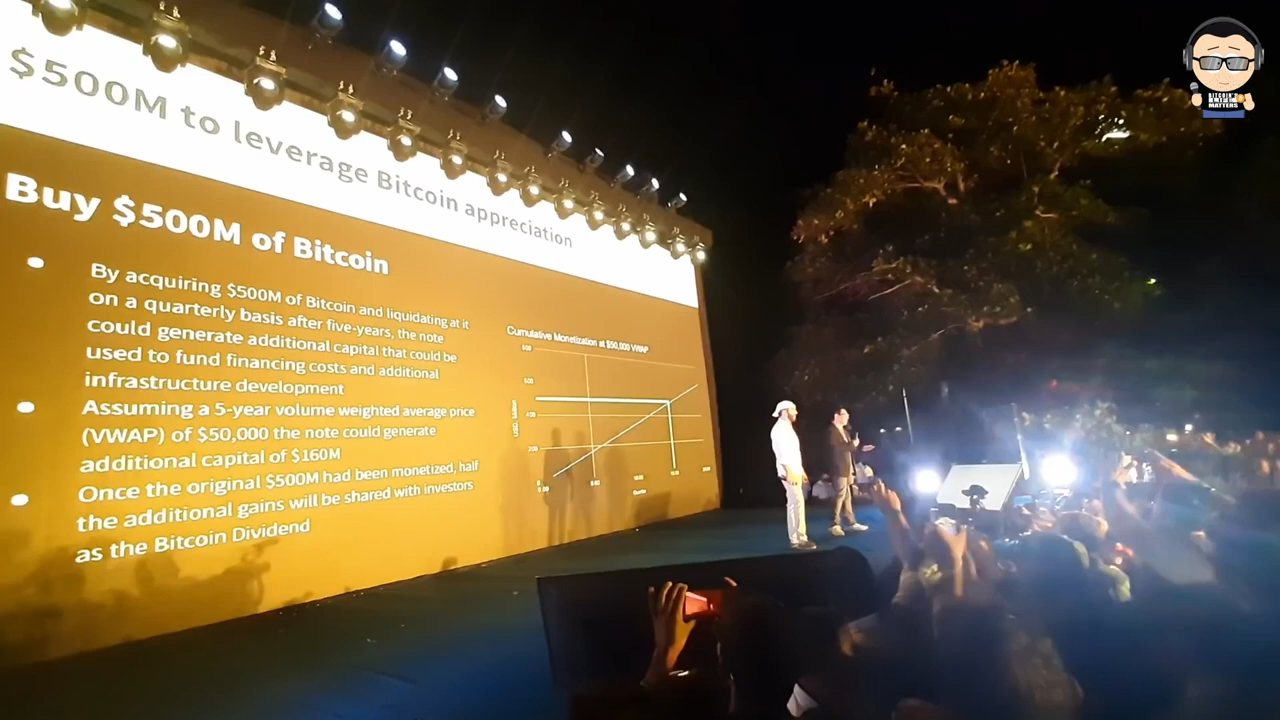 $500M to leverage Bitcoin appreciation
Buy $500M of Bitcoin
By acquiring $500M of Bitcoin and liquidating at it
on a quarterly basis after five-years, the note
could generate additional capital that could be
used to fund financing costs and additional
infrastructure development
Assuming a 5-year volume weighted average price
(VWAP) of $50,000 the note could generate
additional capital of $160M
Once the original $500M had been monetized, half
the additional gains will be shared with investors
as the Bitcoin Dividend
Cumulative Monetization at $50,000 VWAP
Quarter
BITCOIN'S
LIFE
MATTERS